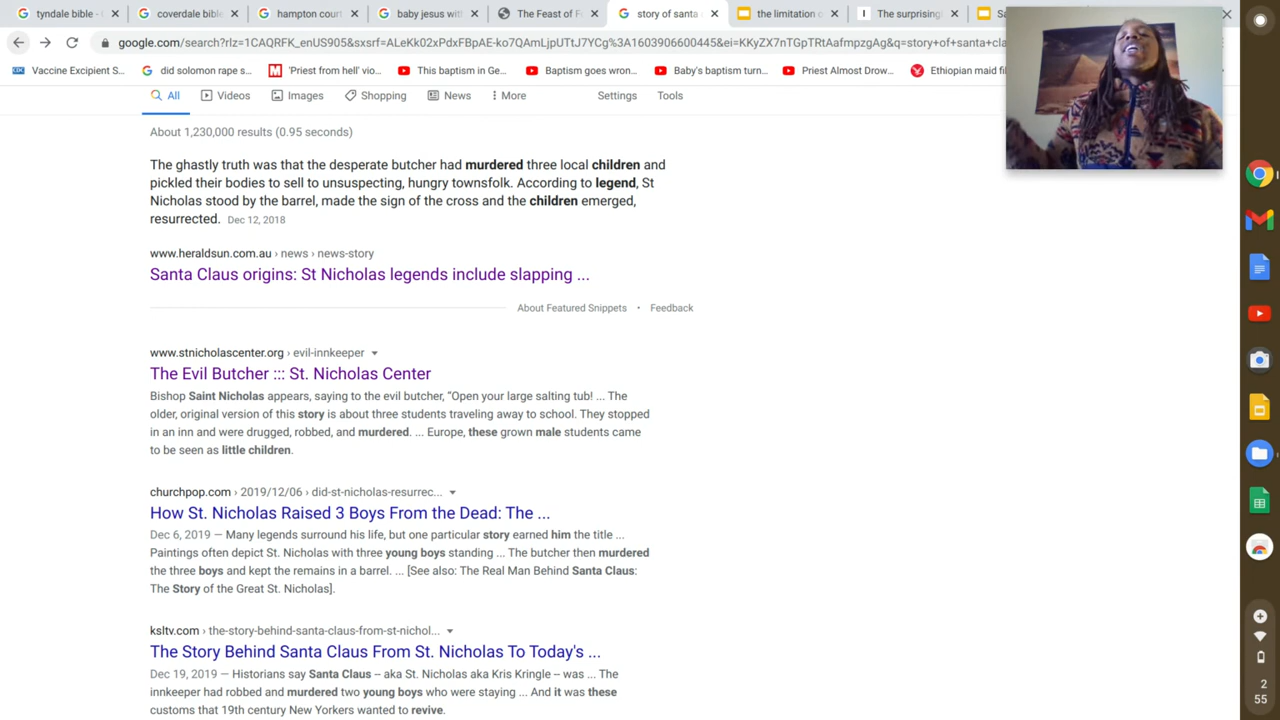 tyndale bible -
coverdale bible
hampton court
baby jesus with
The Feast of F
story of santa
the limitation o
The surprising
Sa
google.com/search?rlz=1CAQRFK_enUS905&sxsrf=ALeKk02xPdxFBpAE-ko7QAmLjpUTtJ7YCg%3A1603906600445&ei=KKyZX7nTGpTRtAafmpzgAg&q=story+of+santa+cla
Vaccine Excipient S...
did solomon rape s...
'Priest from hell' vio...
This baptism in Ge...
Baptism goes wron...
Baby's baptism turn...
Priest Almost Drow...
Ethiopian maid fi
All
Videos
Images
Shopping
News
More
Settings
Tools
About 1,230,000 results (0.95 seconds)
The ghastly truth was that the desperate butcher had murdered three local children and
pickled their bodies to sell to unsuspecting, hungry townsfolk. According to legend, St
Nicholas stood by the barrel, made the sign of the cross and the children emerged,
resurrected. Dec 12, 2018
www.heraldsun.com.au › news › news-story
Santa Claus origins: St Nicholas legends include slapping ...
About Featured Snippets • Feedback
www.stnicholascenter.org › evil-innkeeper
The Evil Butcher ::: St. Nicholas Center
Bishop Saint Nicholas appears, saying to the evil butcher, “Open your large salting tub! ... The
older, original version of this story is about three students traveling away to school. They stopped
in an inn and were drugged, robbed, and murdered. ... Europe, these grown male students came
to be seen as little children.
churchpop.com › 2019/12/06 › did-st-nicholas-resurrec...
How St. Nicholas Raised 3 Boys From the Dead: The ...
Dec 6, 2019 — Many legends surround his life, but one particular story earned him the title ...
Paintings often depict St. Nicholas with three young boys standing ... The butcher then murdered
the three boys and kept the remains in a barrel. ... [See also: The Real Man Behind Santa Claus:
The Story of the Great St. Nicholas].
ksltv.com › the-story-behind-santa-claus-from-st-nichol...
The Story Behind Santa Claus From St. Nicholas To Today's ...
Dec 19, 2019 — Historians say Santa Claus -- aka St. Nicholas aka Kris Kringle -- was ... The
innkeeper had robbed and murdered two young boys who were staying ... And it was these
customs that 19th century New Yorkers wanted to revive.
2
55